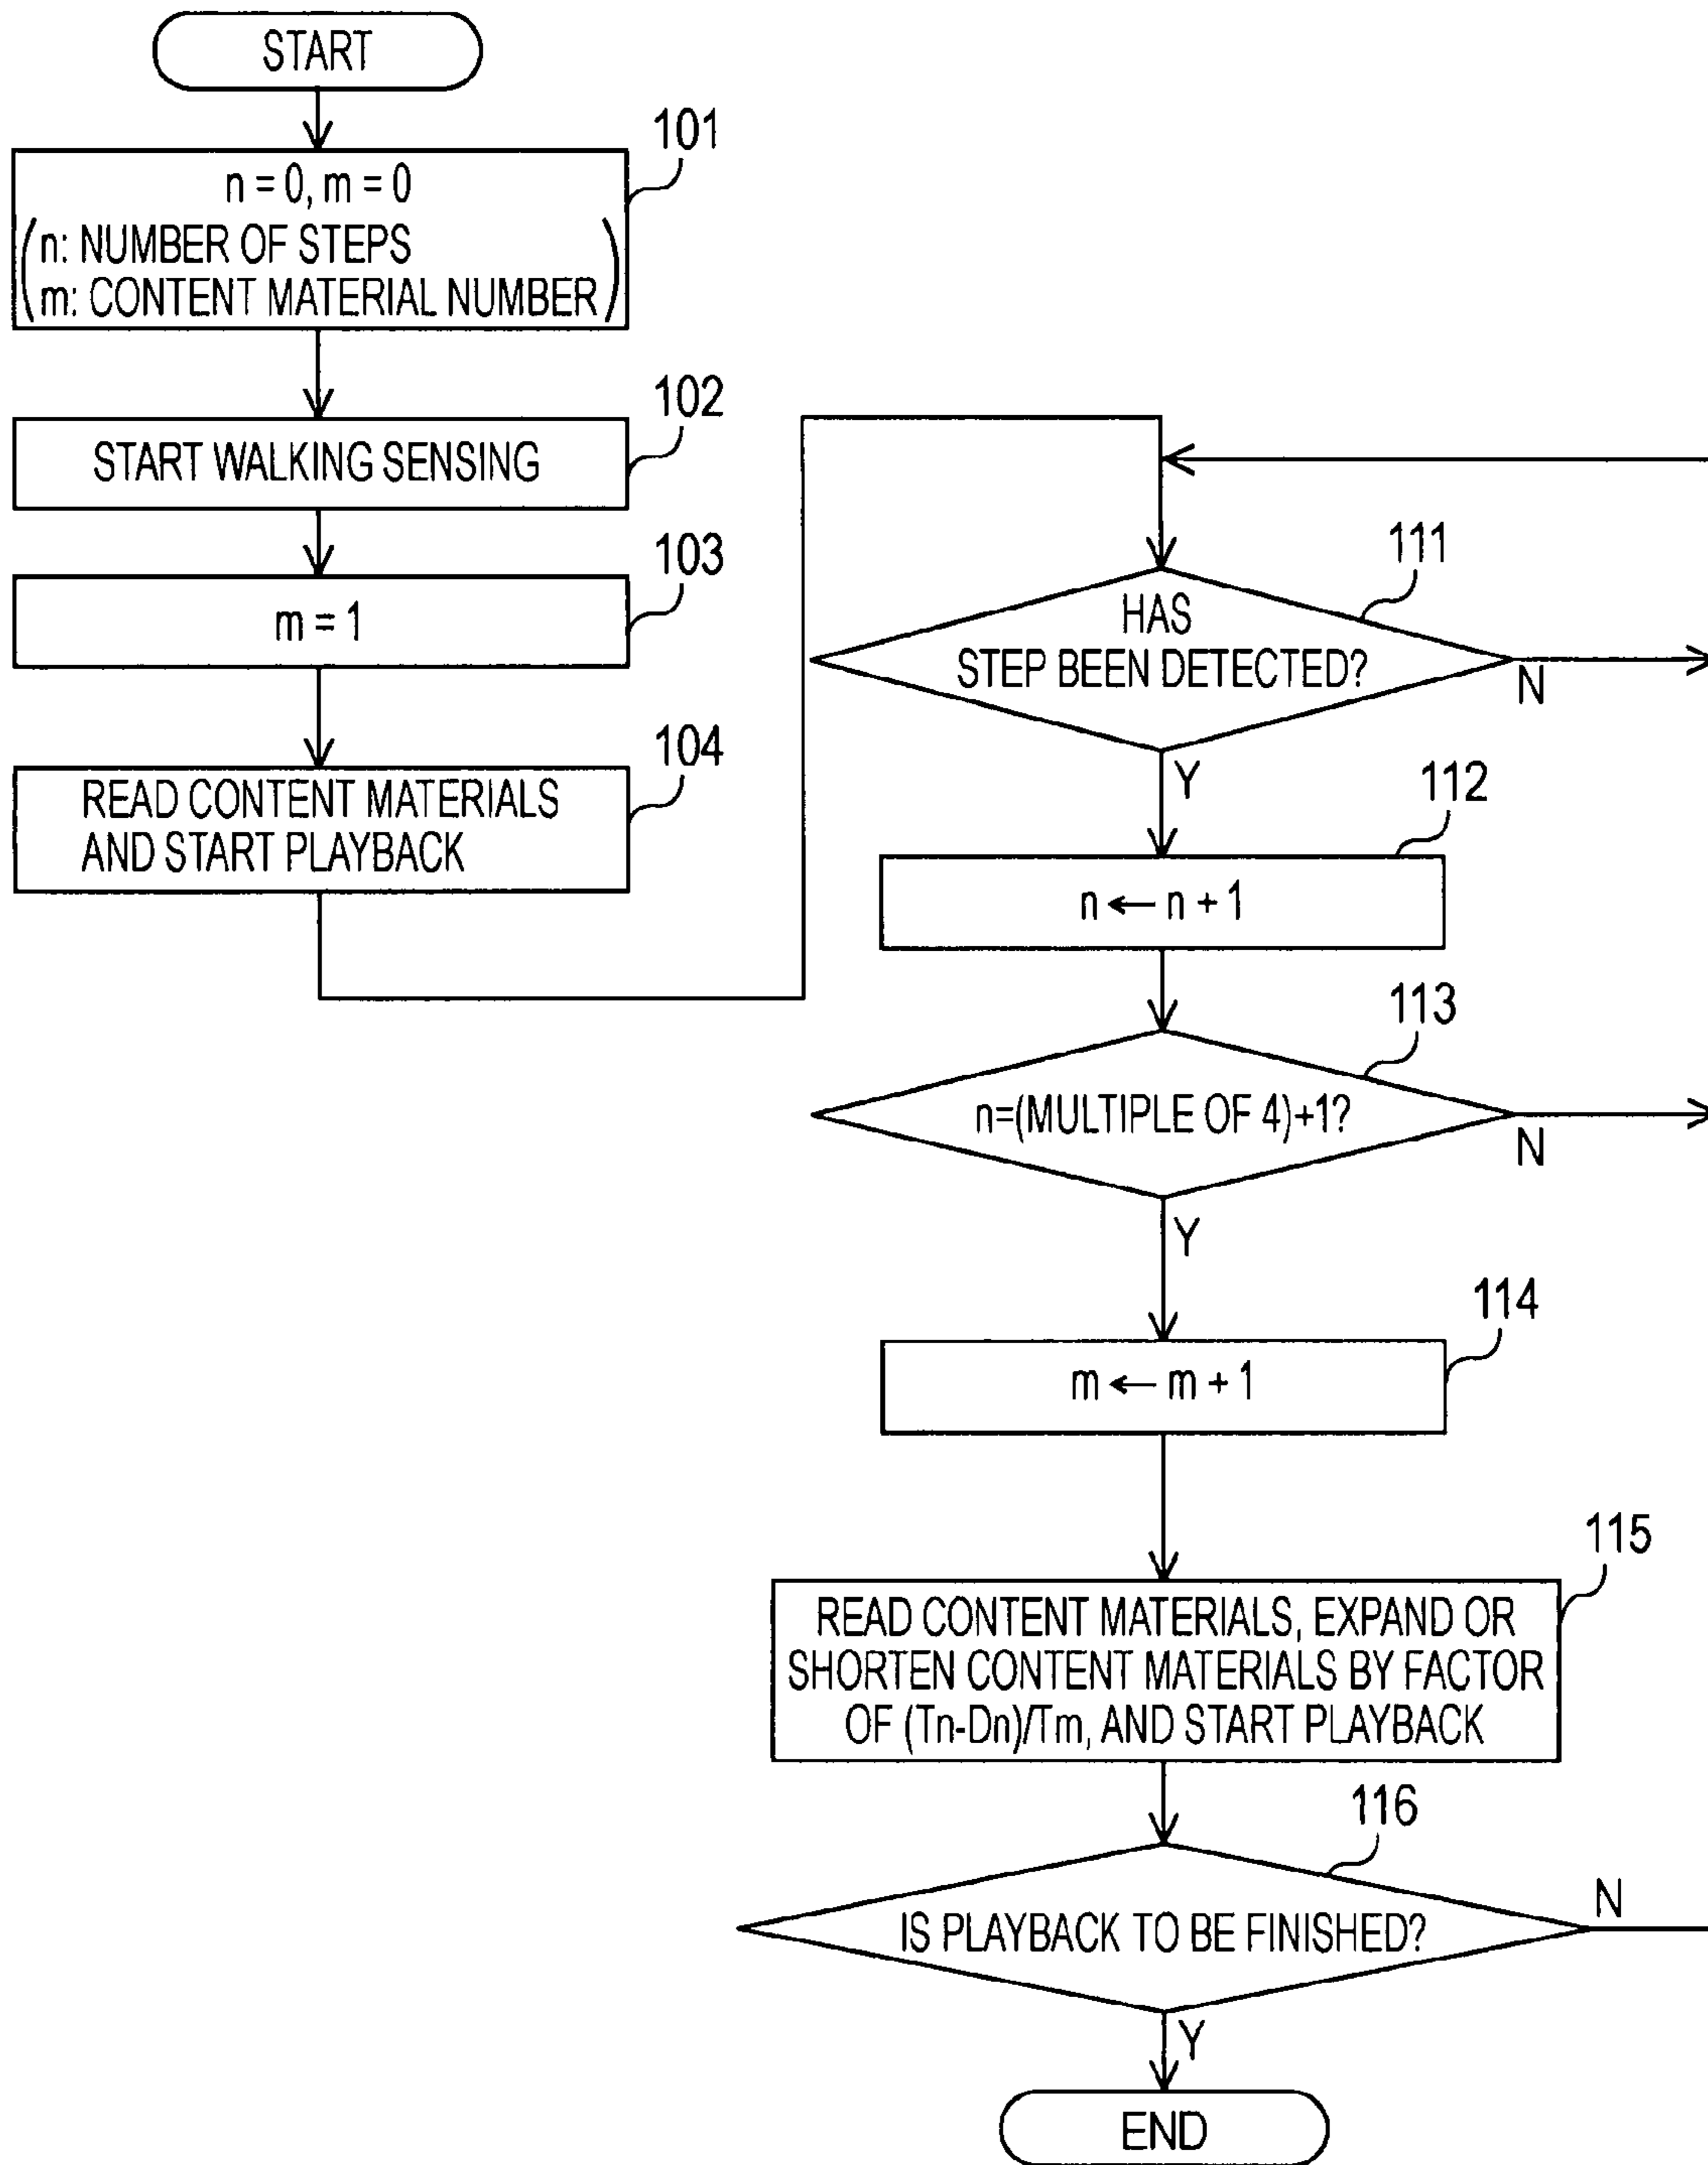 START
101
n = 0, m = 0
(n: NUMBER OF STEPS
m: CONTENT MATERIAL NUMBER)
102
START WALKING SENSING
103
m = 1
104
READ CONTENT MATERIALS
AND START PLAYBACK
111
HAS
STEP BEEN DETECTED?
N
Y
112
n ← n + 1
113
n=(MULTIPLE OF 4)+1?
N
Y
114
m ← m + 1
115
READ CONTENT MATERIALS, EXPAND OR
SHORTEN CONTENT MATERIALS BY FACTOR
OF (Tn-Dn)/Tm, AND START PLAYBACK
116
N
IS PLAYBACK TO BE FINISHED?
Y
END